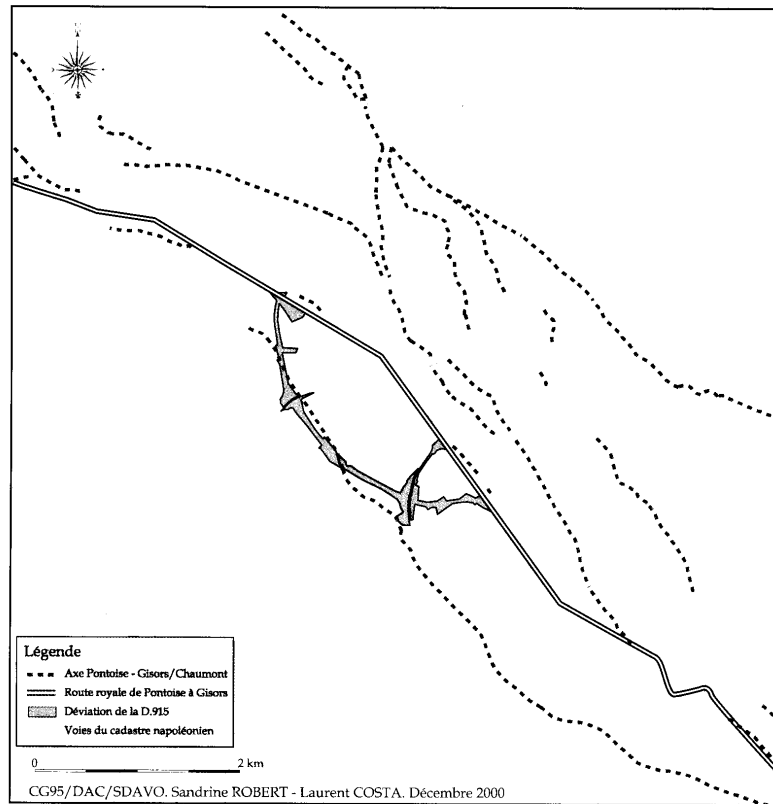 Légende
Axe Pontoise - Gisors/Chaumont
Route royale de Pontoise à Gisors
Déviation de la D.915
Voies du cadastre napoléonien
0 2 km
CG95/DAC/SDAVO. Sandrine ROBERT - Laurent COSTA. Décembre 2000